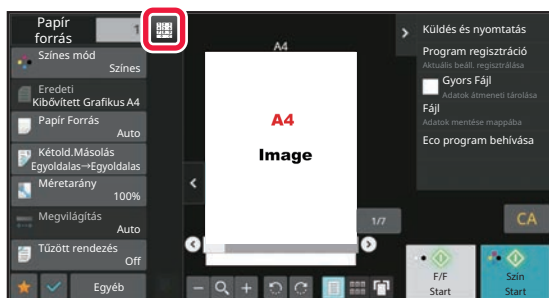 Papír
forrás
1
Színes mód
Színes
Eredeti
Kibővített Grafikus A4
Papír Forrás
Auto
Kétold.Másolás
Egyoldalas→Egyoldalas
Méretarány
100%
Megvilágítás
Auto
Tűzött rendezés
Off
Egyéb
A4
A4
Image
1/7
Küldés és nyomtatás
Program regisztráció
Aktuális beáll. regisztrálása
Gyors Fájl
Adatok átmeneti tárolása
Fájl
Adatok mentése mappába
Eco program behívása
CA
F/F
Start
Szín
Start